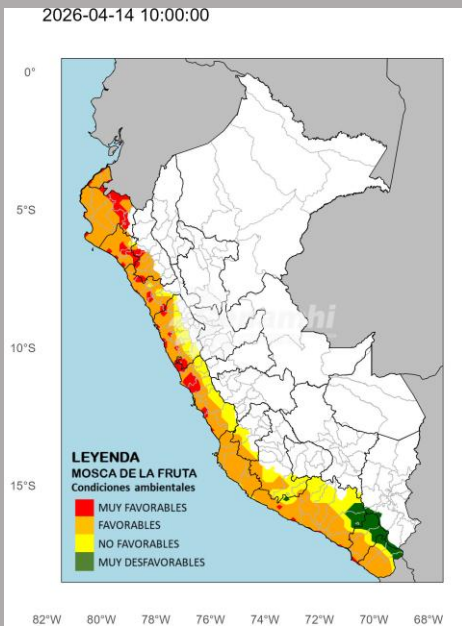 2026-04-14 10:00:00
0°
5°S
10°S
15°S
LEYENDA
MOSCA DE LA FRUTA
Condiciones ambientales
MUY FAVORABLES
FAVORABLES
NO FAVORABLES
MUY DESFAVORABLES
82°W 80°W 78°W 76°W 74°W 72°W 70°W 68°W